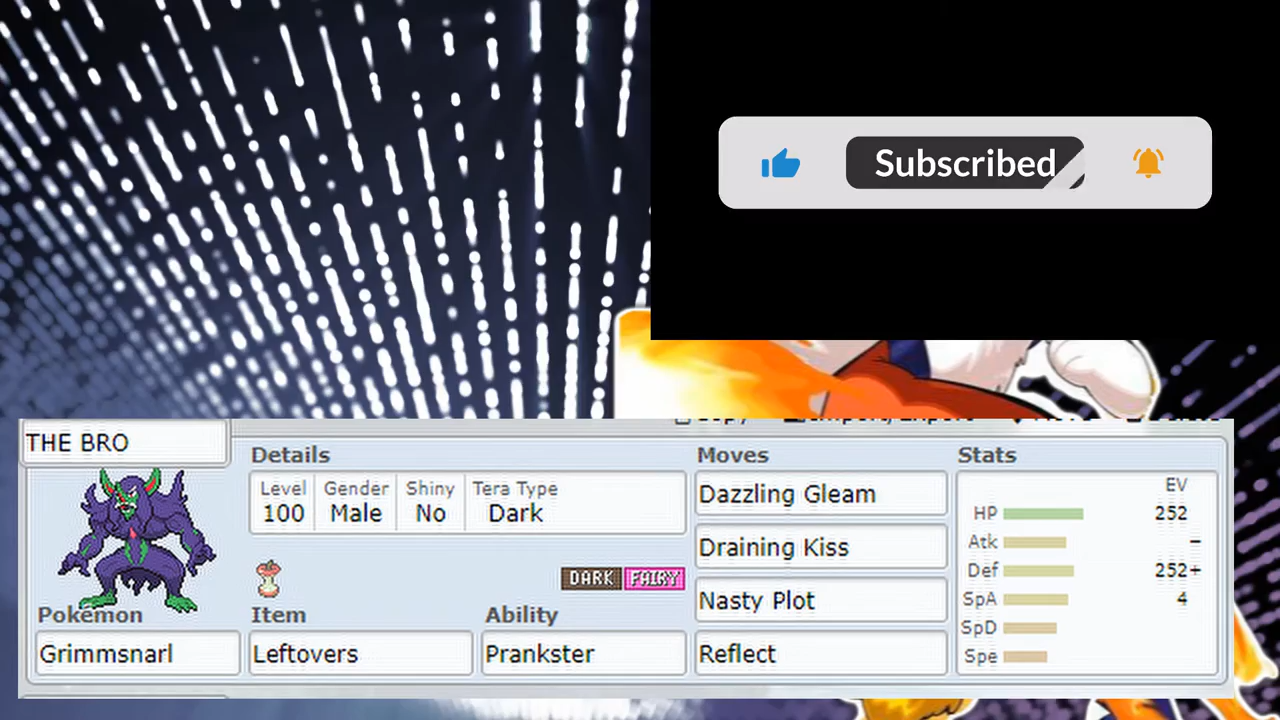 Subscribed
THE BRO
Details
Moves
Stats
Level
Gender
Shiny
Tera Type
100
Male
No
Dark
Dazzling Gleam
Draining Kiss
Nasty Plot
Reflect
EV
HP 252
Atk –
Def 252+
SpA 4
SpD
Spe
DARK FAIRY
Pokémon
Item
Ability
Grimmsnarl
Leftovers
Prankster